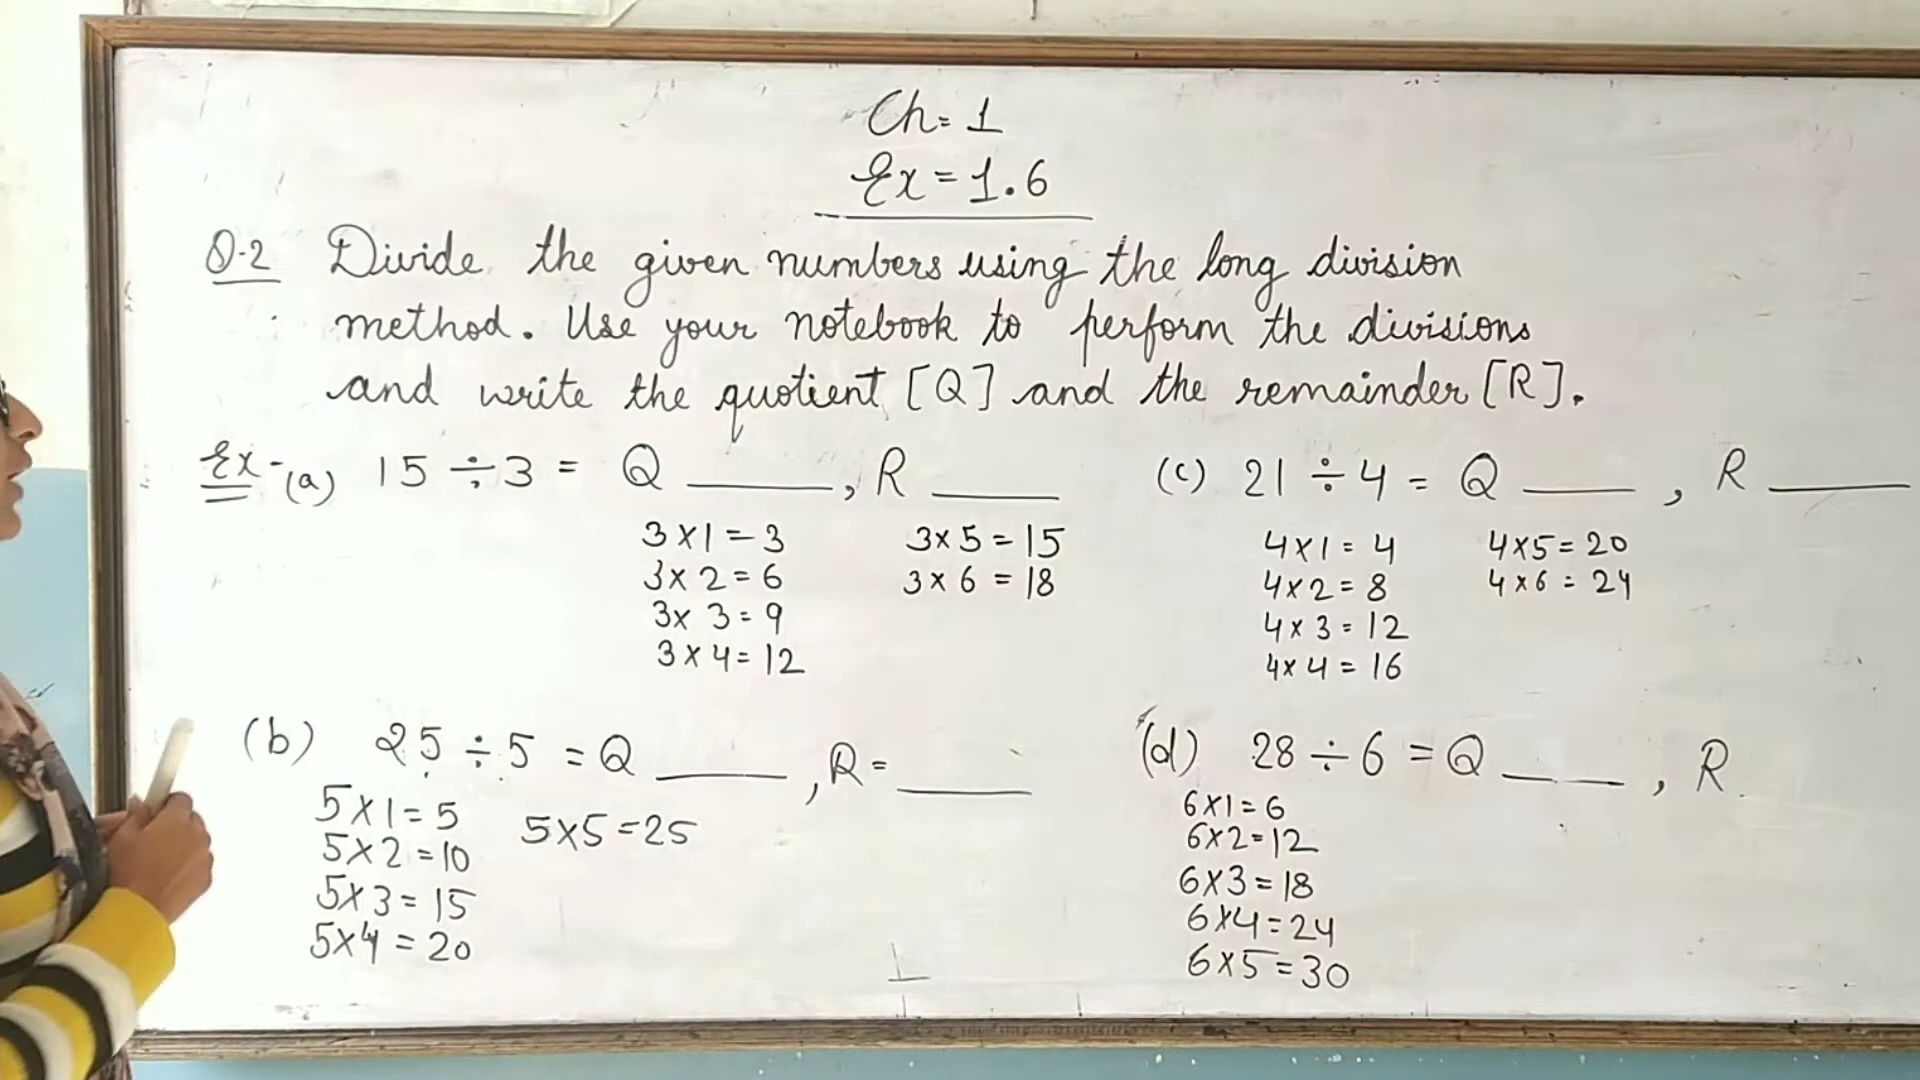 Ch= 1
Ex = 1.6
Q.2 Divide the given numbers using the long division
method. Use your notebook to perform the divisions
and write the quotient [Q] and the remainder [R].
Ex- (a) 15 ÷ 3 = Q ____, R ____
3 x 1 = 3
3 x 2 = 6
3 x 3 = 9
3 x 4 = 12
3 x 5 = 15
3 x 6 = 18
(c) 21 ÷ 4 = Q ____, R ____
4 x 1 = 4
4 x 2 = 8
4 x 3 = 12
4 x 4 = 16
4 x 5 = 20
4 x 6 = 24
(b) 25 ÷ 5 = Q ____, R = ____
5 x 1 = 5
5 x 2 = 10
5 x 3 = 15
5 x 4 = 20
5 x 5 = 25
(d) 28 ÷ 6 = Q ____, R
6 x 1 = 6
6 x 2 = 12
6 x 3 = 18
6 x 4 = 24
6 x 5 = 30